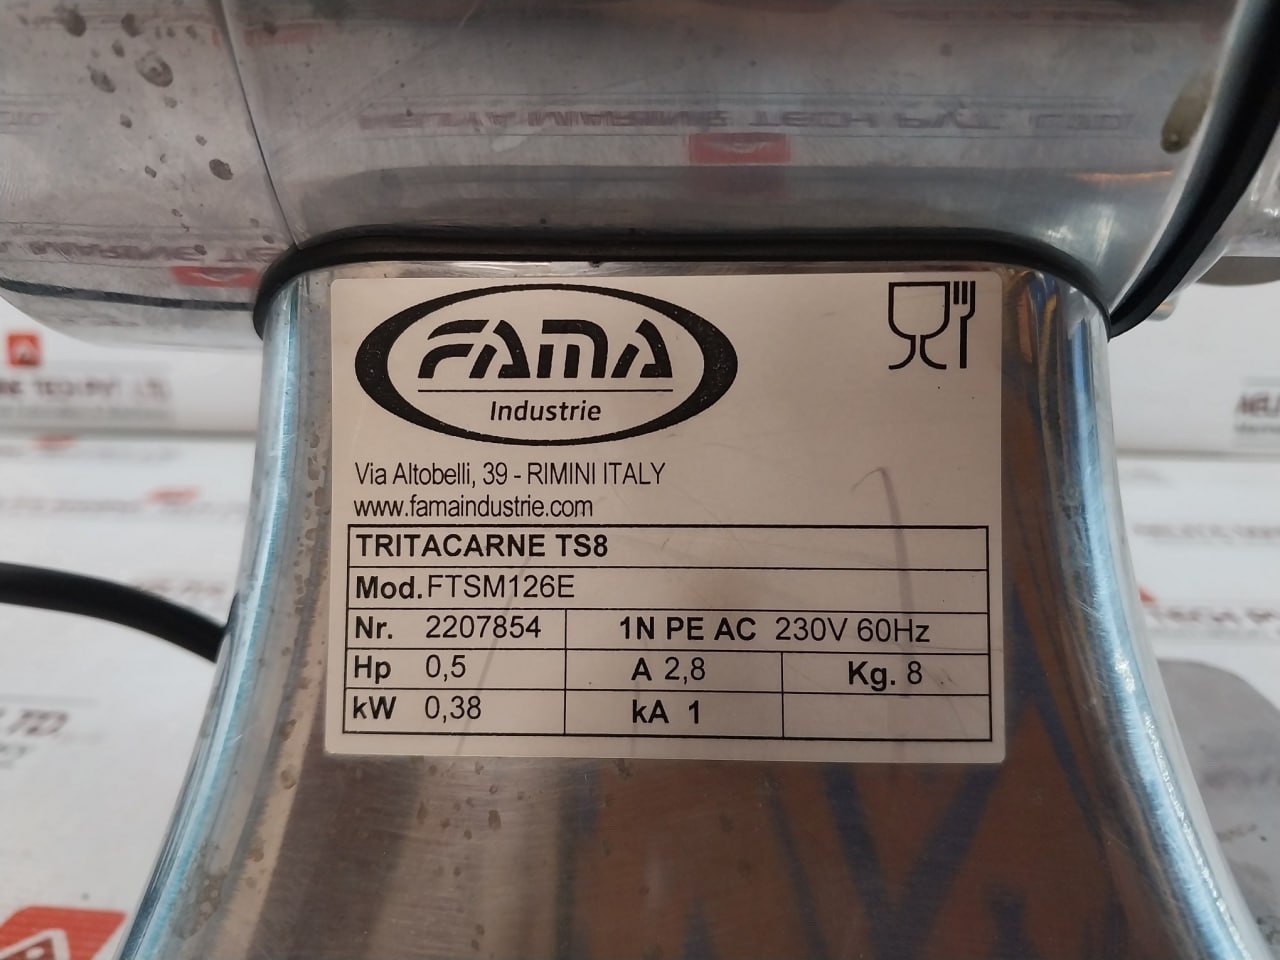 FAMA
Industrie
Via Altobelli, 39 - RIMINI ITALY
www.famaindustrie.com
TRITACARNE TS8
Mod. FTSM126E
Nr. 2207854 1N PE AC 230V 60Hz
Hp 0,5 A 2,8 Kg. 8
kW 0,38 kA 1